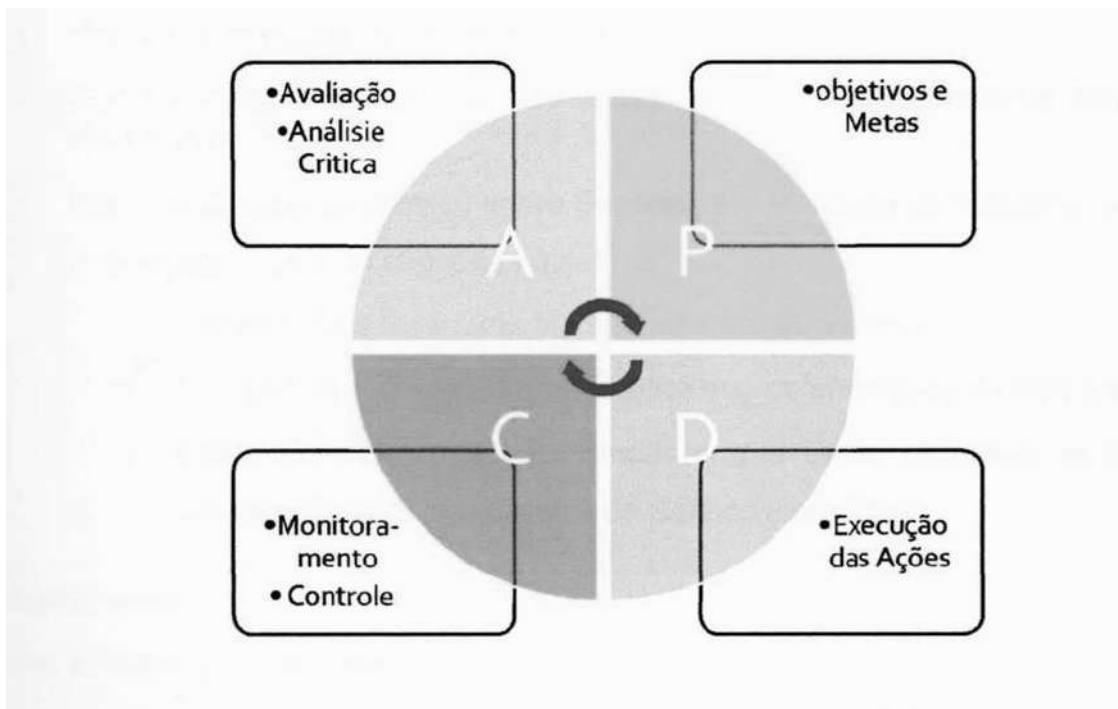 •Avaliação
•Análisie
Critica
•objetivos e
Metas
A
P
C
D
•Monitora-
mento
• Controle
•Execução
das Ações